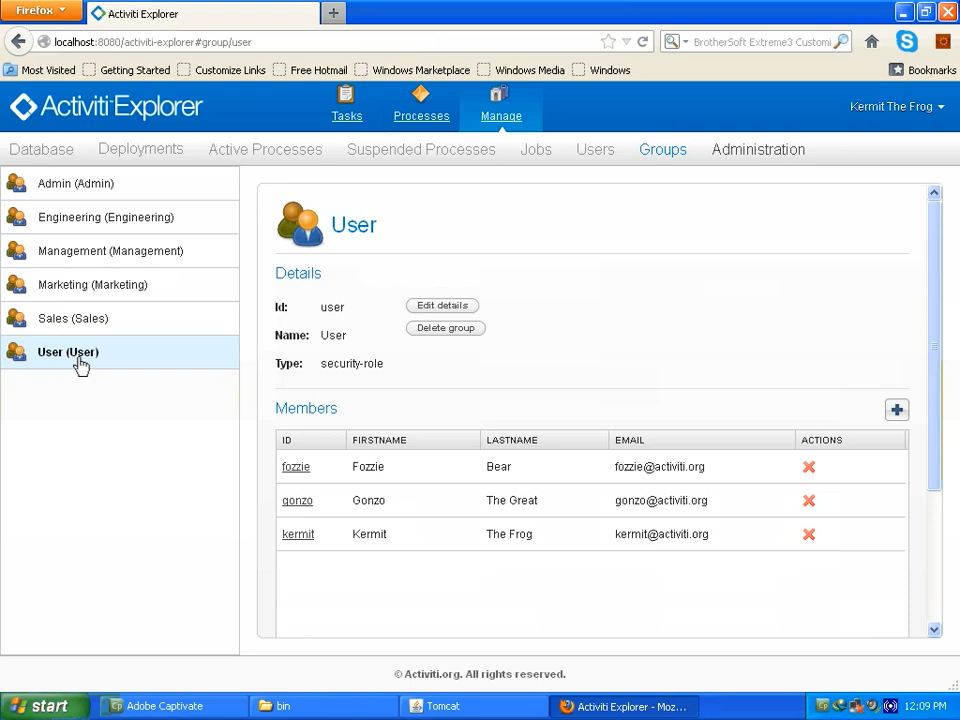 Firefox
Activiti Explorer
localhost:8080/activiti-explorer#group/user
BrotherSoft Extreme3 Customi
Most Visited
Getting Started
Customize Links
Free Hotmail
Windows Marketplace
Windows Media
Windows
Bookmarks
Activiti Explorer
Tasks
Processes
Manage
Kermit The Frog
Database
Deployments
Active Processes
Suspended Processes
Jobs
Users
Groups
Administration
Admin (Admin)
Engineering (Engineering)
Management (Management)
Marketing (Marketing)
Sales (Sales)
User (User)
User
Details
Id: user
Edit details
Name: User
Delete group
Type: security-role
Members
ID FIRSTNAME LASTNAME EMAIL ACTIONS
fozzie Fozzie Bear fozzie@activiti.org
gonzo Gonzo The Great gonzo@activiti.org
kermit Kermit The Frog kermit@activiti.org
© Activiti.org. All rights reserved.
start
Cp Adobe Captivate
bin
Tomcat
Activiti Explorer - Moz...
Cp
12:09 PM